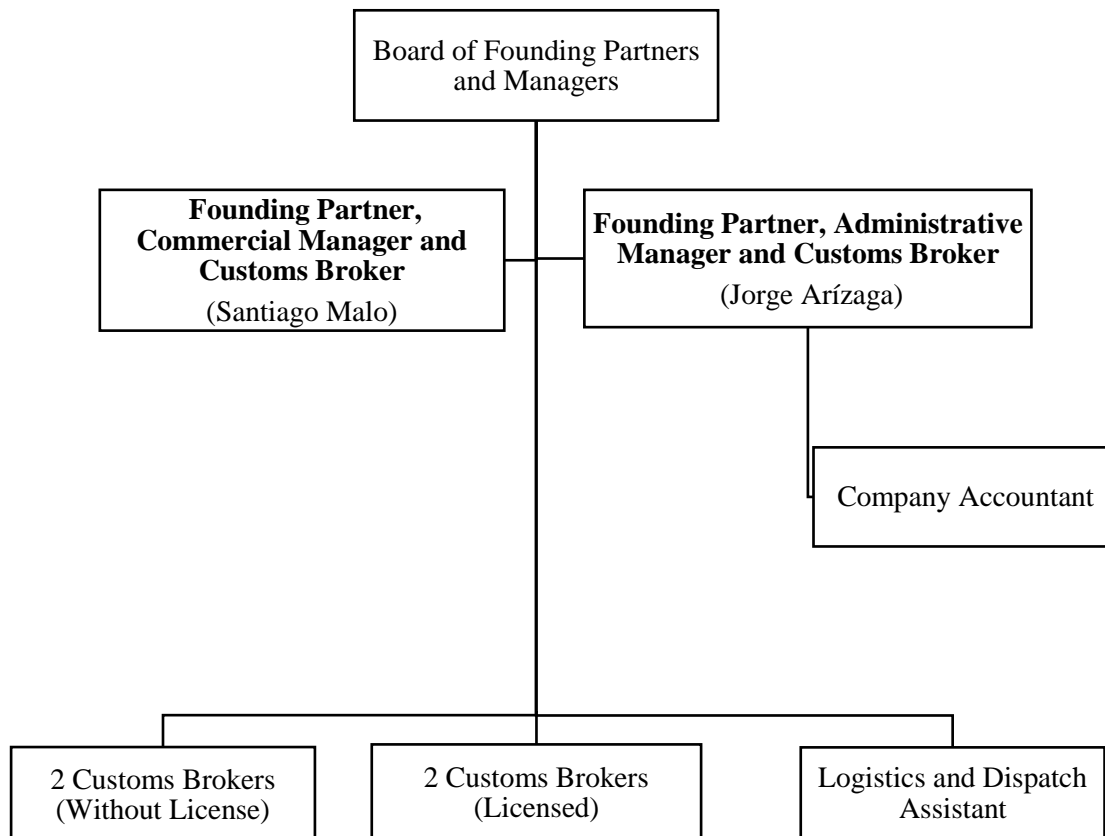 Board of Founding Partners
and Managers
Founding Partner,
Commercial Manager and
Customs Broker
(Santiago Malo)
Founding Partner, Administrative
Manager and Customs Broker
(Jorge Arízaga)
Company Accountant
2 Customs Brokers
(Without License)
2 Customs Brokers
(Licensed)
Logistics and Dispatch
Assistant